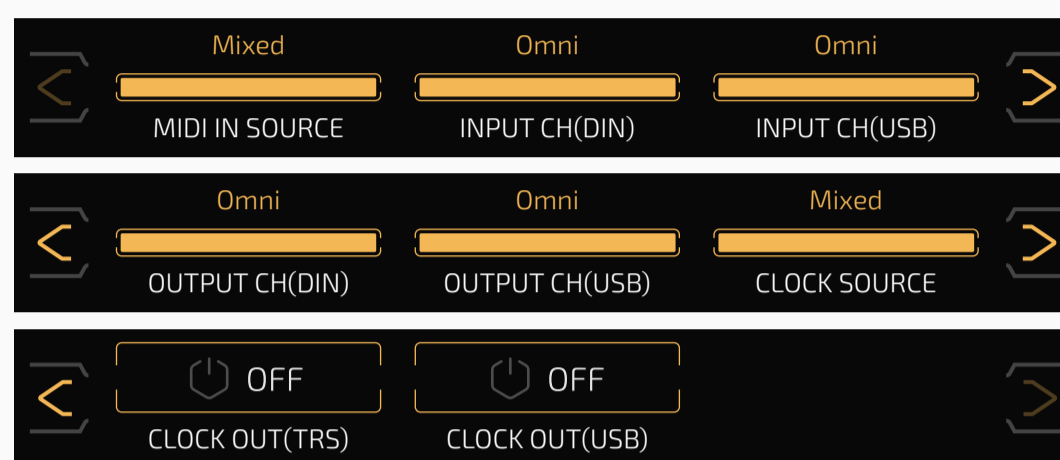 Mixed Omni Omni
MIDI IN SOURCE INPUT CH(DIN) INPUT CH(USB)
Omni Omni Mixed
OUTPUT CH(DIN) OUTPUT CH(USB) CLOCK SOURCE
OFF OFF
CLOCK OUT(TRS) CLOCK OUT(USB)